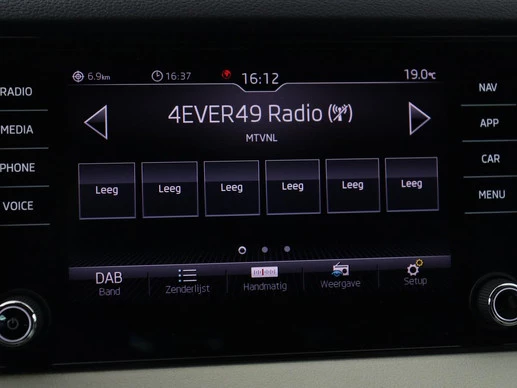 6.9km 16:37 16:12 19.0°C
RADIO
MEDIA
PHONE
VOICE
4EVER49 Radio
MTVNL
Leeg Leeg Leeg Leeg Leeg Leeg
DAB
Band Zenderlijst Handmatig Weergave Setup
NAV
APP
CAR
MENU